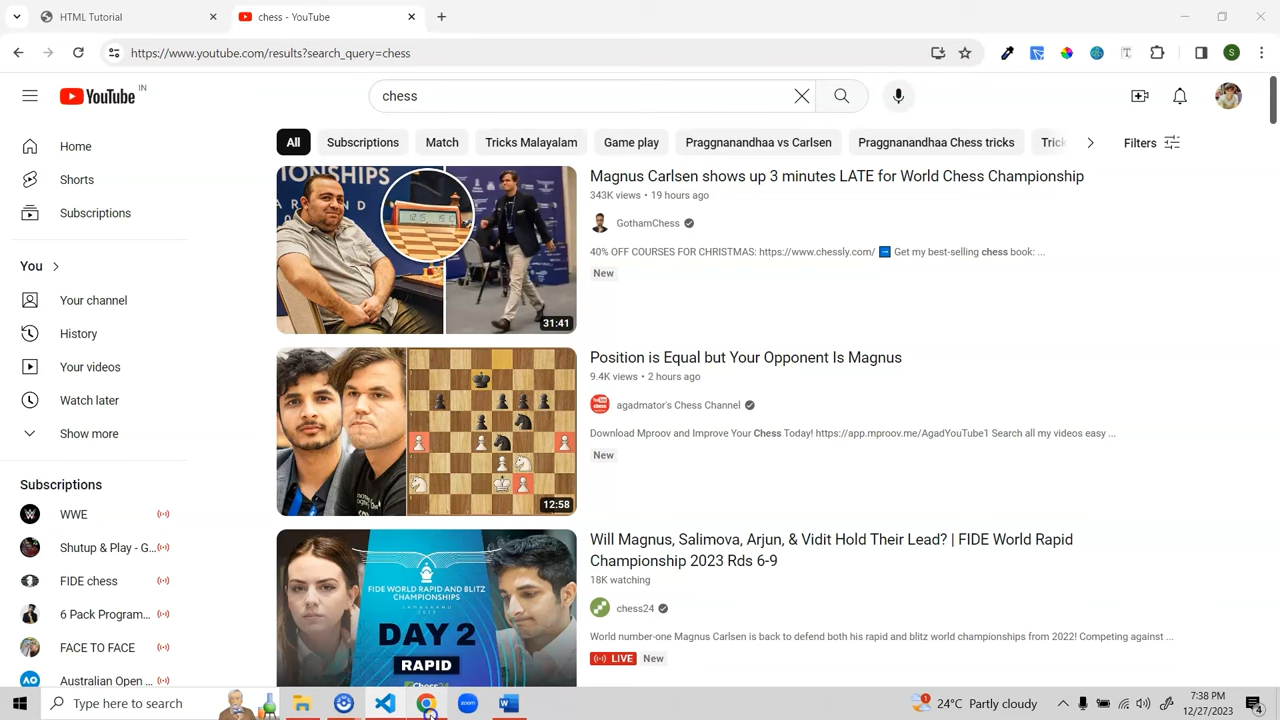 HTML Tutorial
chess - YouTube
https://www.youtube.com/results?search_query=chess
S
YouTube IN
chess
All Subscriptions Match Tricks Malayalam Game play Praggnanandhaa vs Carlsen Praggnanandhaa Chess tricks Trick
Filters
Home
Shorts
Subscriptions
You
Your channel
History
Your videos
Watch later
Show more
Subscriptions
WWE
Shutup & Play - G...
FIDE chess
6 Pack Program...
FACE TO FACE
Australian Open ...
31:41
Magnus Carlsen shows up 3 minutes LATE for World Chess Championship
343K views • 19 hours ago
GothamChess
40% OFF COURSES FOR CHRISTMAS: https://www.chessly.com/ ➡️ Get my best-selling chess book: ...
New
12:58
Position is Equal but Your Opponent Is Magnus
9.4K views • 2 hours ago
agadmator's Chess Channel
Download Mproov and Improve Your Chess Today! https://app.mproov.me/AgadYouTube1 Search all my videos easy ...
New
FIDE WORLD RAPID AND BLITZ
CHAMPIONSHIPS
DAY 2
RAPID
Will Magnus, Salimova, Arjun, & Vidit Hold Their Lead? | FIDE World Rapid
Championship 2023 Rds 6-9
18K watching
chess24
World number-one Magnus Carlsen is back to defend both his rapid and blitz world championships from 2022! Competing against ...
LIVE New
Type here to search
zoom
1
24°C Partly cloudy
7:38 PM
12/27/2023
4